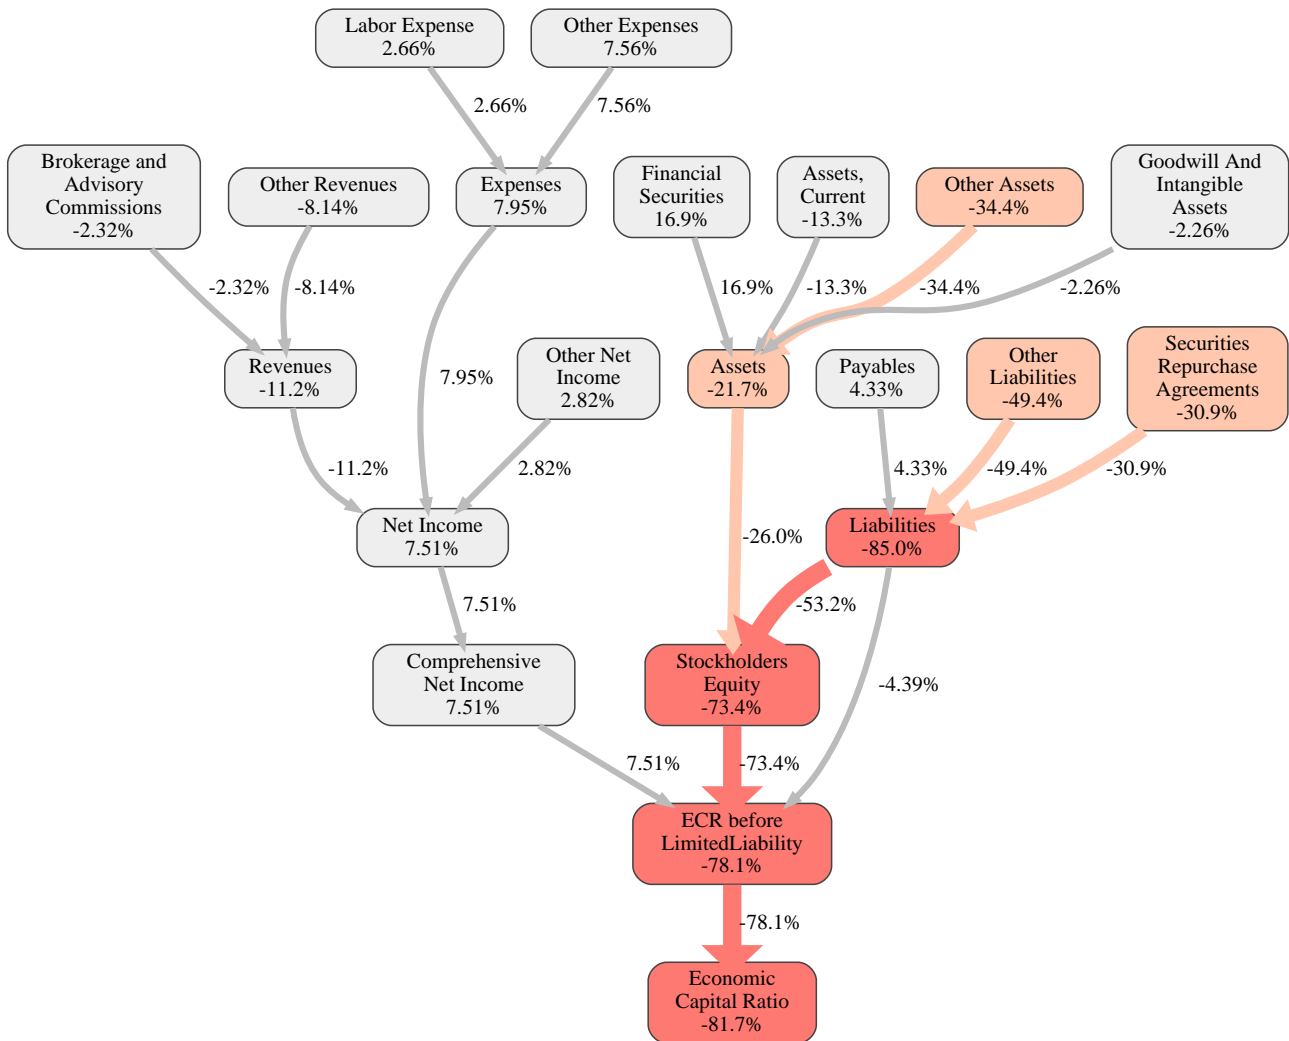 Labor Expense
2.66%
Other Expenses
7.56%
2.66%
7.56%
Brokerage and
Advisory
Commissions
-2.32%
Other Revenues
-8.14%
Expenses
7.95%
Financial
Securities
16.9%
Assets,
Current
-13.3%
Other Assets
-34.4%
Goodwill And
Intangible
Assets
-2.26%
-2.32%
-8.14%
16.9%
-13.3%
-34.4%
-2.26%
Revenues
-11.2%
7.95%
Other Net
Income
2.82%
Assets
-21.7%
Payables
4.33%
Other
Liabilities
-49.4%
Securities
Repurchase
Agreements
-30.9%
-11.2%
2.82%
4.33%
-49.4%
-30.9%
Net Income
7.51%
-26.0%
Liabilities
-85.0%
7.51%
-53.2%
Comprehensive
Net Income
7.51%
Stockholders
Equity
-73.4%
-4.39%
7.51%
-73.4%
ECR before
LimitedLiability
-78.1%
-78.1%
Economic
Capital Ratio
-81.7%